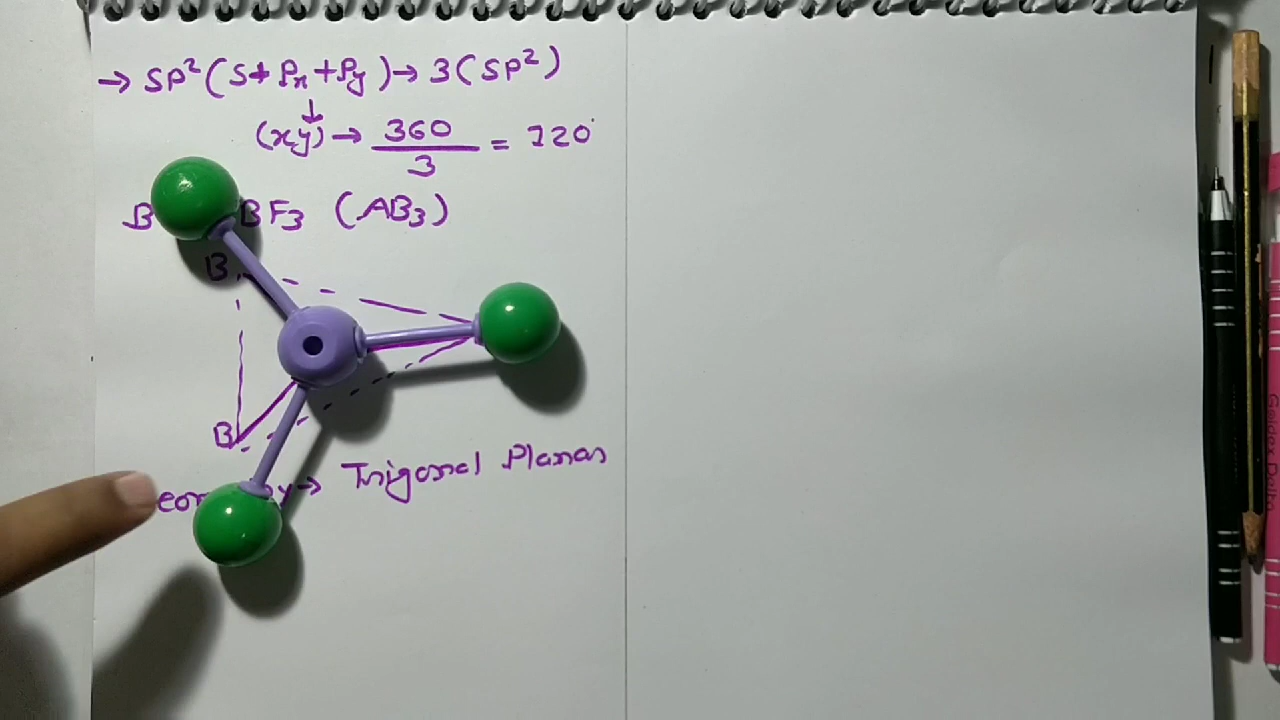 → SP² (S+ Px + Py) → 3 (SP²)
(xy) → 360/3 = 120°
B BF3 (AB3)
B
B
→ Trigonal Planar